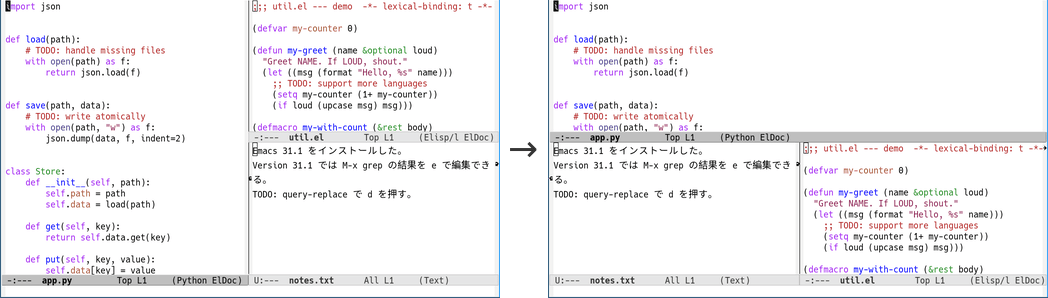 import json
def load(path):
# TODO: handle missing files
with open(path) as f:
return json.load(f)
def save(path, data):
# TODO: write atomically
with open(path, "w") as f:
json.dump(data, f, indent=2)
class Store:
def __init__(self, path):
self.path = path
self.data = load(path)
def get(self, key):
return self.data.get(key)
def put(self, key, value):
self.data[key] = value
-:--- app.py Top L1 (Python ElDoc)
;;; util.el --- demo -*- lexical-binding: t -*-
(defvar my-counter 0)
(defun my-greet (name &optional loud)
"Greet NAME. If LOUD, shout."
(let ((msg (format "Hello, %s" name)))
;; TODO: support more languages
(setq my-counter (1+ my-counter))
(if loud (upcase msg) msg)))
(defmacro my-with-count (&rest body)
-:--- util.el Top L1 (Elisp/l ElDoc)
Emacs 31.1 をインストールした。
Version 31.1 では M-x grep の結果を e で編集でき
る。
TODO: query-replace で d を押す。
U:--- notes.txt All L1 (Text)
→
import json
def load(path):
# TODO: handle missing files
with open(path) as f:
return json.load(f)
def save(path, data):
# TODO: write atomically
with open(path, "w") as f:
-:--- app.py Top L1 (Python ElDoc)
Emacs 31.1 をインストールした。
Version 31.1 では M-x grep の結果を e で編集でき
る。
TODO: query-replace で d を押す。
U:--- notes.txt All L1 (Text)
;;; util.el --- demo -*- lexical-binding: t -*
(defvar my-counter 0)
(defun my-greet (name &optional loud)
"Greet NAME. If LOUD, shout."
(let ((msg (format "Hello, %s" name)))
;; TODO: support more languages
(setq my-counter (1+ my-counter))
(if loud (upcase msg) msg)))
(defmacro my-with-count (&rest body)
-:--- util.el Top L1 (Elisp/l ElDoc)